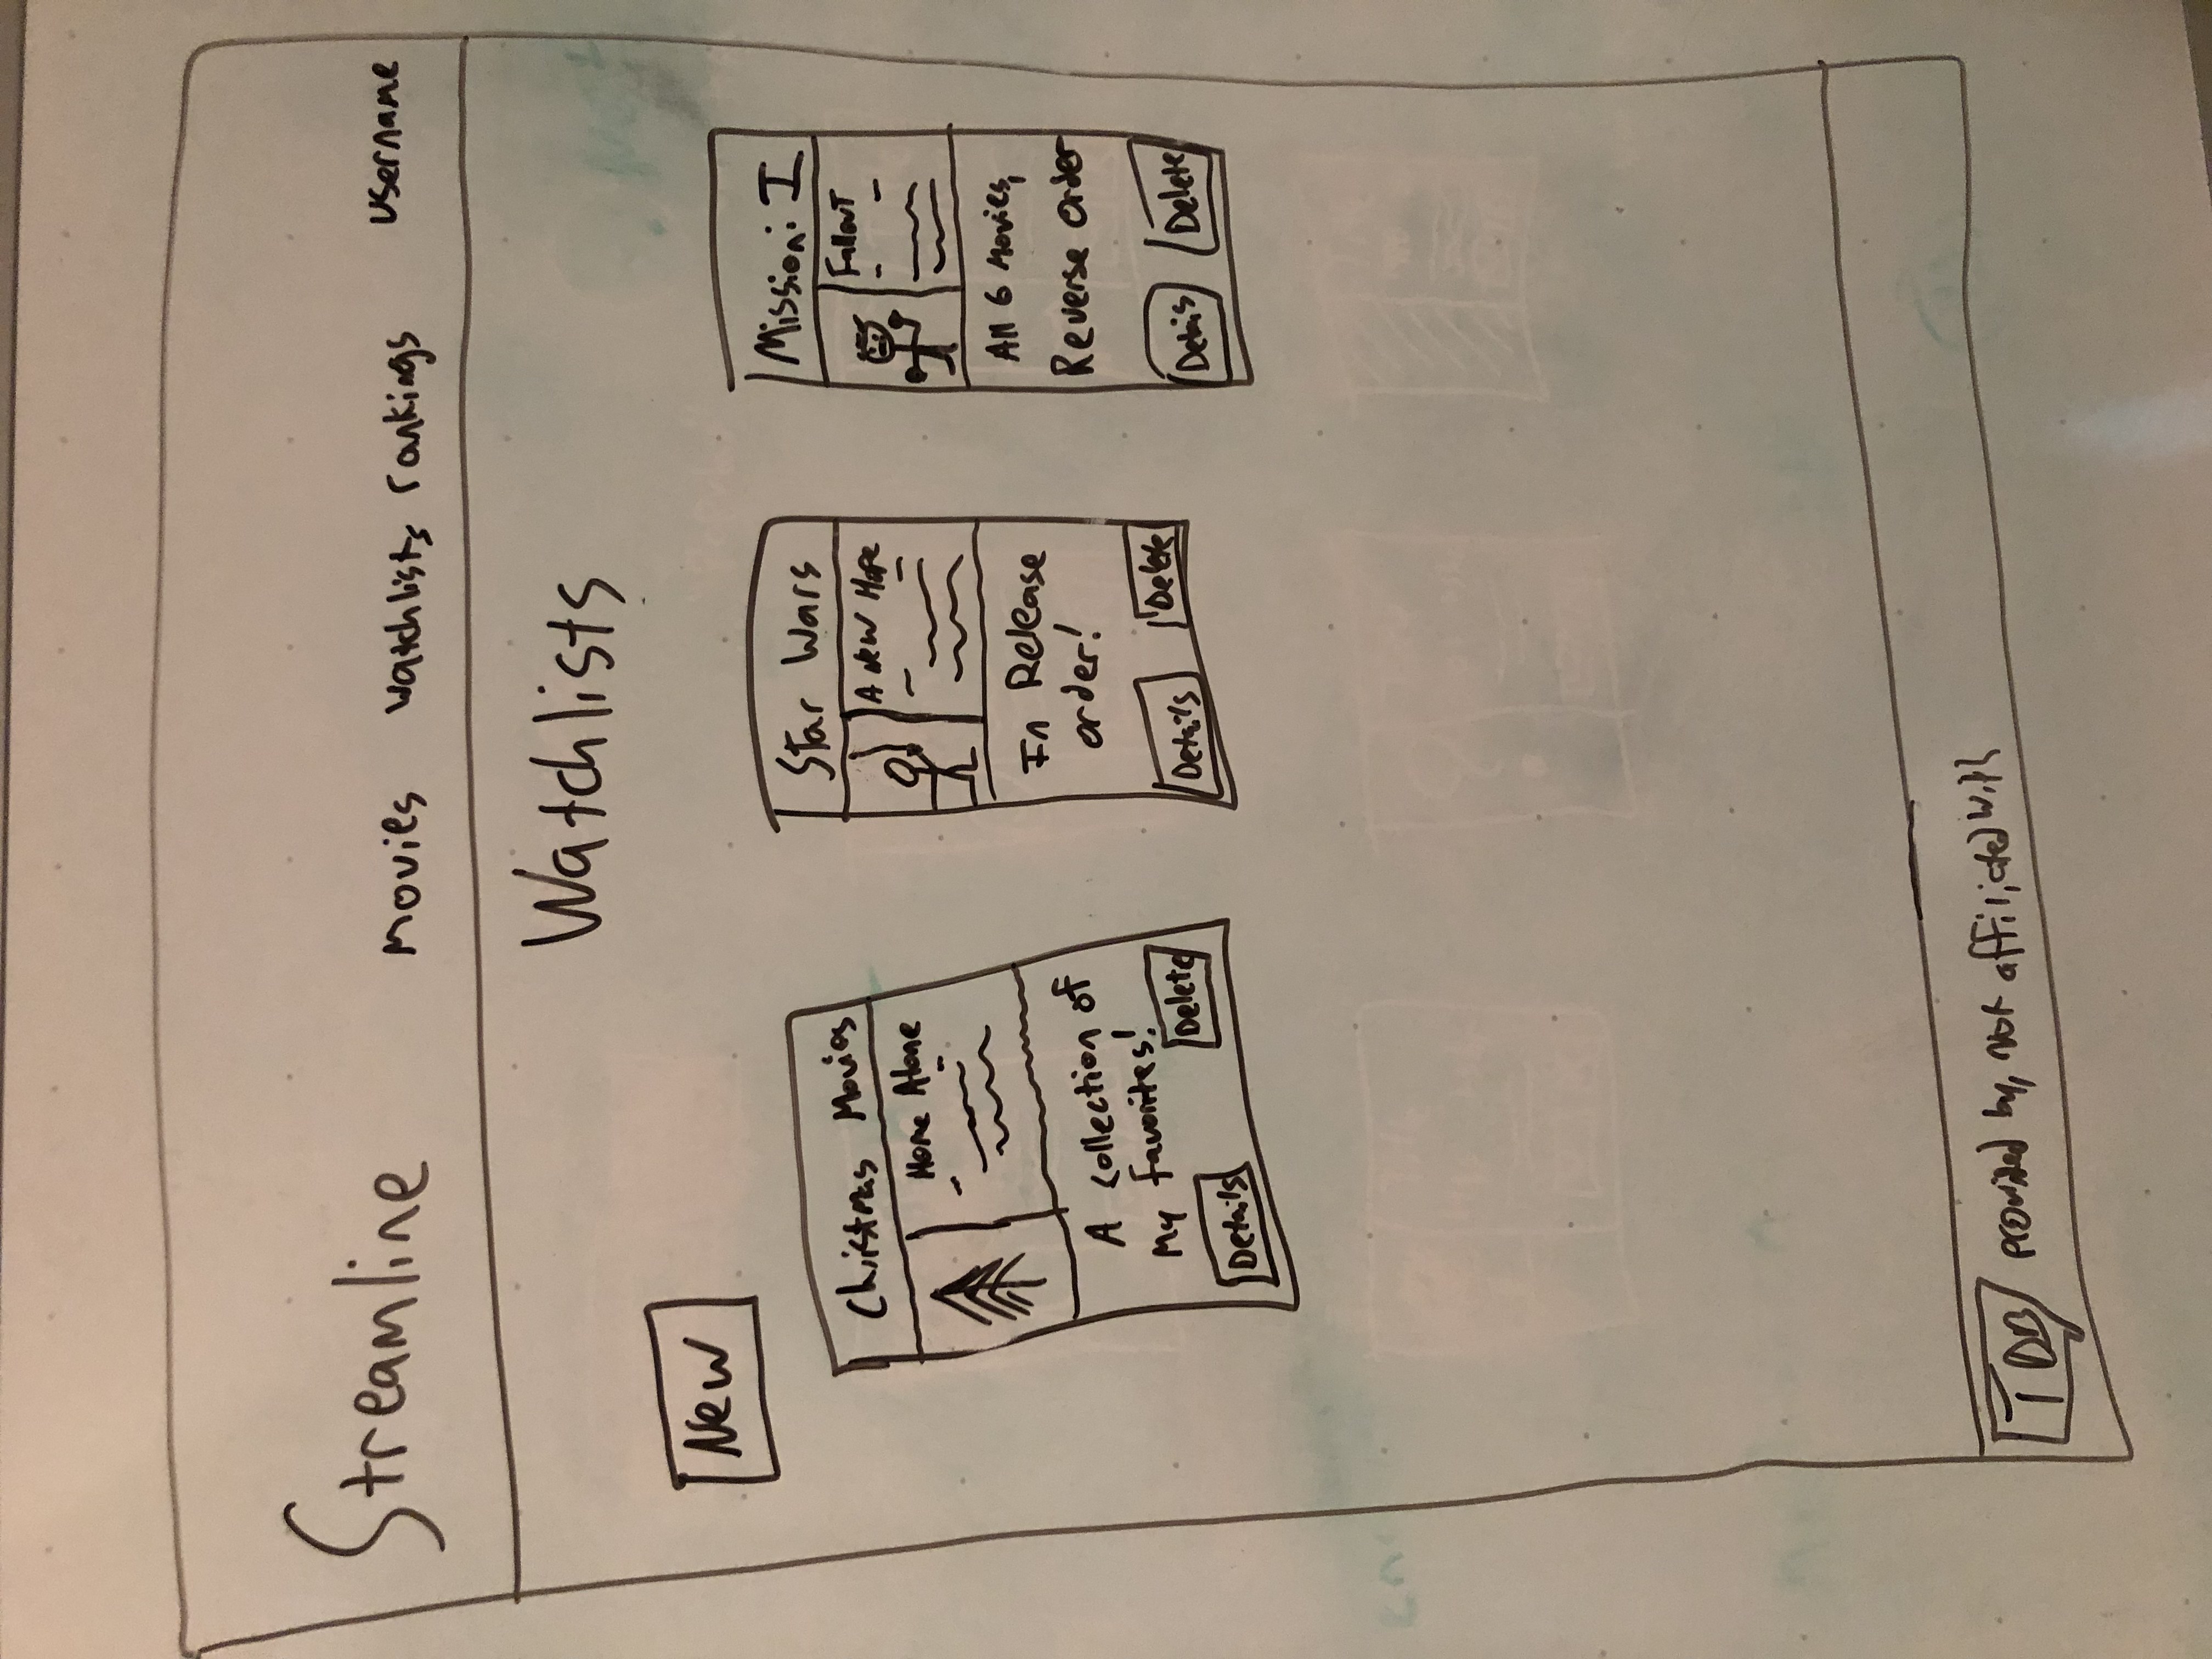 Streamline
Movies Watchlists rankings username
Watchlists
New
Christmas Movies
Home Alone
A collection of
My Favorites!
Details Delete
Star Wars
A New Hope
In Release
order!
Details Delete
Mission: I
Fallout
All 6 Movies,
Reverse order
Details Delete
TDB provided by, not affiliated with